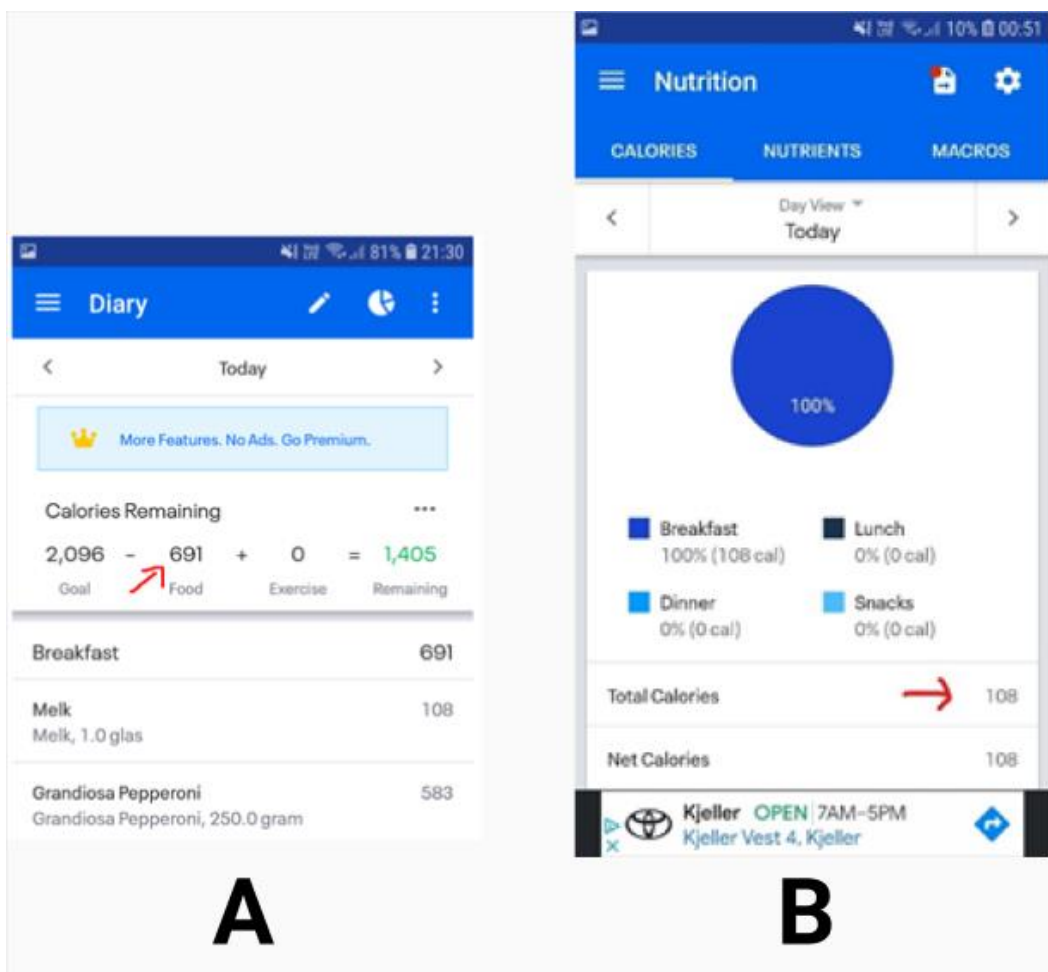 81% 21:30
Diary
Today
More Features. No Ads. Go Premium.
Calories Remaining
2,096 - 691 + 0 = 1,405
Goal Food Exercise Remaining
Breakfast 691
Melk 108
Melk, 1.0 glas
Grandiosa Pepperoni 583
Grandiosa Pepperoni, 250.0 gram
A
10% 00:51
Nutrition
CALORIES NUTRIENTS MACROS
Day View
Today
100%
Breakfast Lunch
100% (108 cal) 0% (0 cal)
Dinner Snacks
0% (0 cal) 0% (0 cal)
Total Calories 108
Net Calories 108
Kjeller OPEN 7AM–5PM
Kjeller Vest 4, Kjeller
B